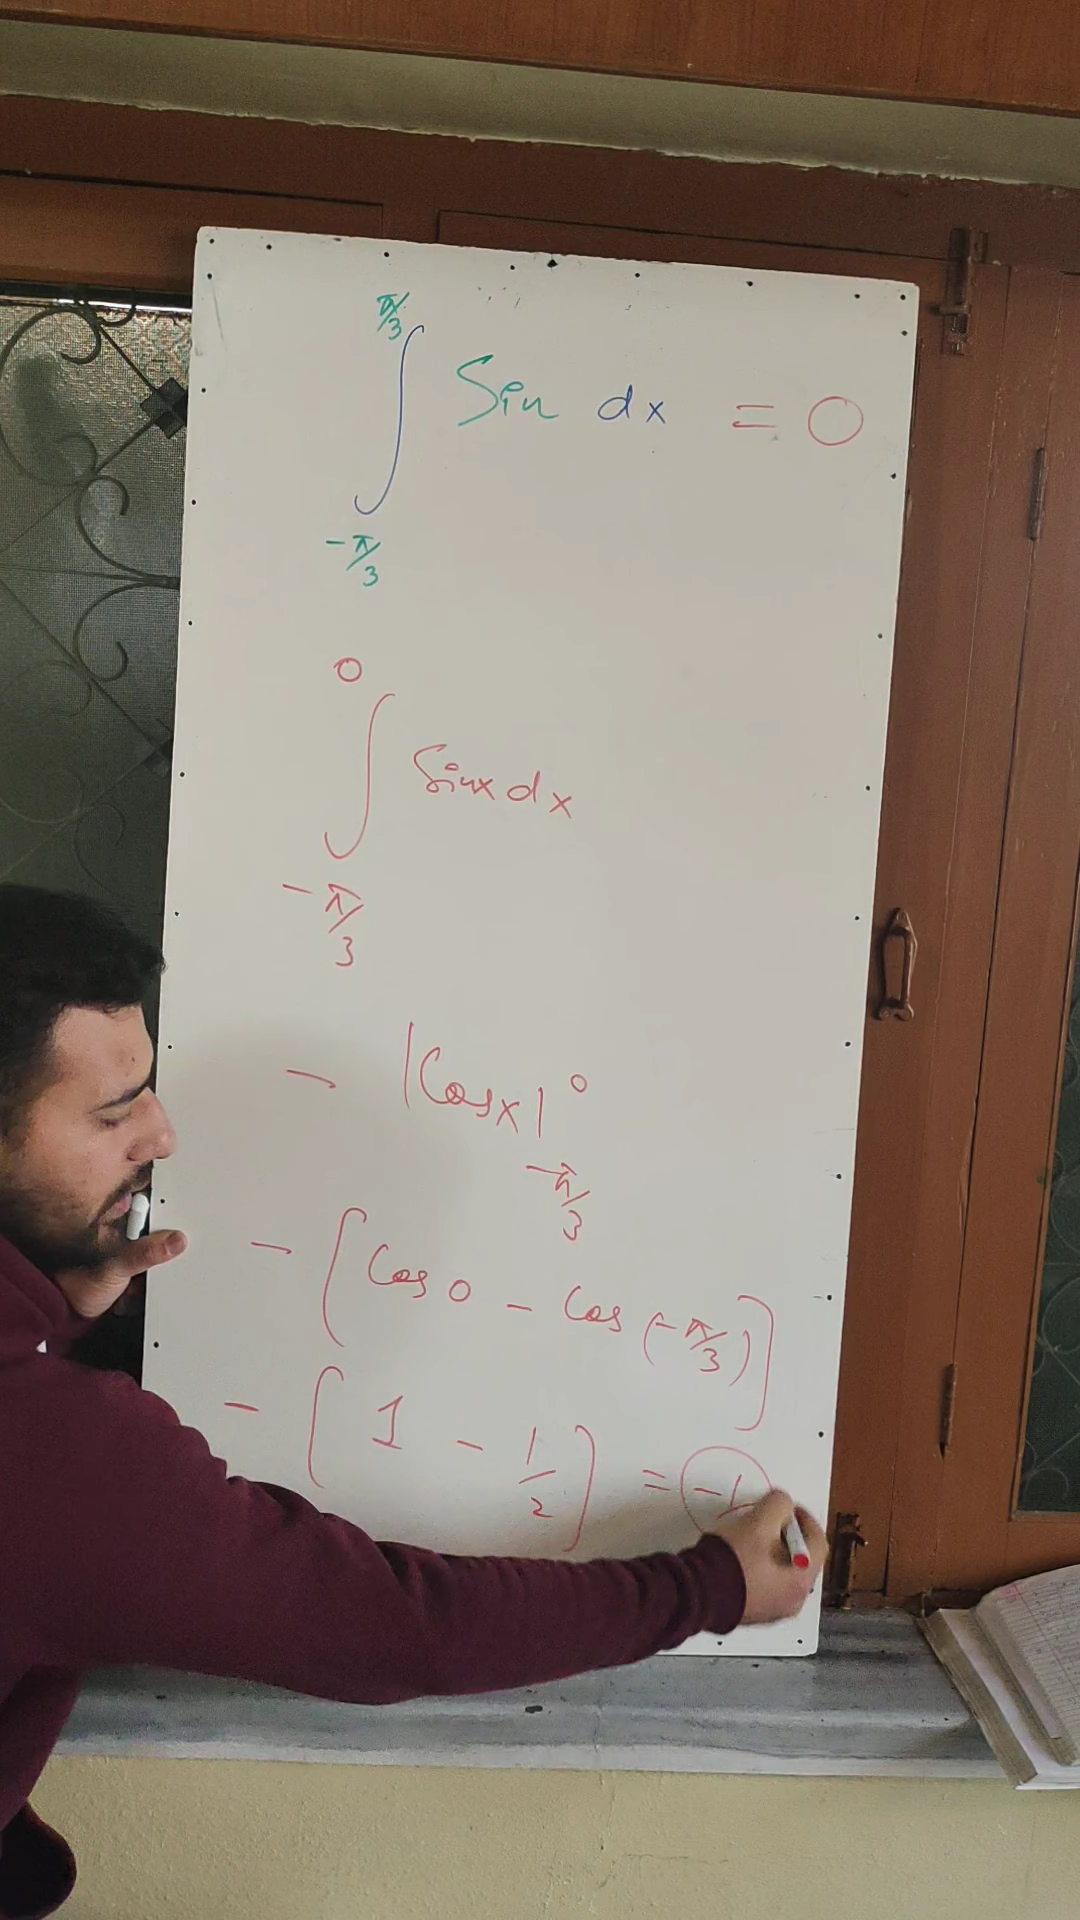 π/3
∫ Sin dx = 0
-π/3
0
∫ Sinx dx
-π/3
- |Cosx| 0
-π/3
- [Cos 0 - Cos (-π/3)]
- [1 - 1/2] = -1